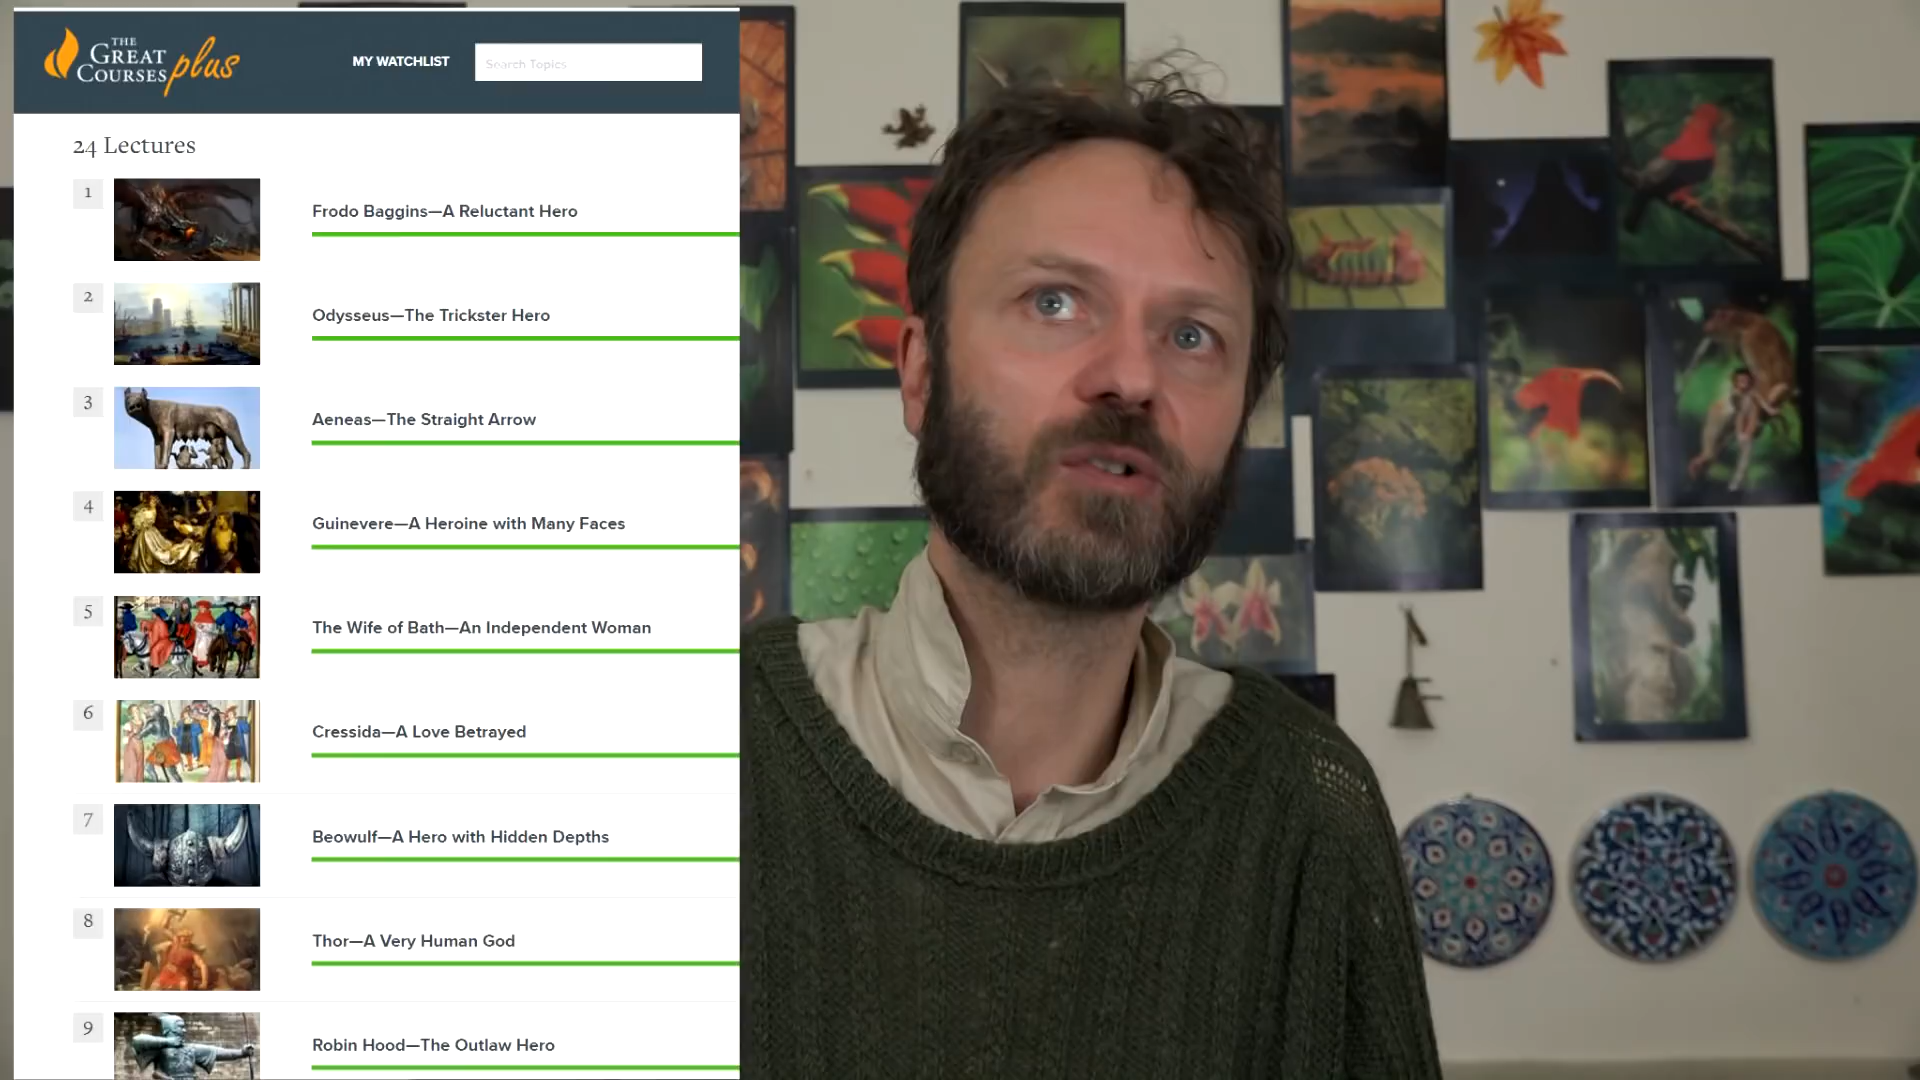 THE
GREAT
COURSES plus
MY WATCHLIST
Search Topics
24 Lectures
1
Frodo Baggins—A Reluctant Hero
2
Odysseus—The Trickster Hero
3
Aeneas—The Straight Arrow
4
Guinevere—A Heroine with Many Faces
5
The Wife of Bath—An Independent Woman
6
Cressida—A Love Betrayed
7
Beowulf—A Hero with Hidden Depths
8
Thor—A Very Human God
9
Robin Hood—The Outlaw Hero